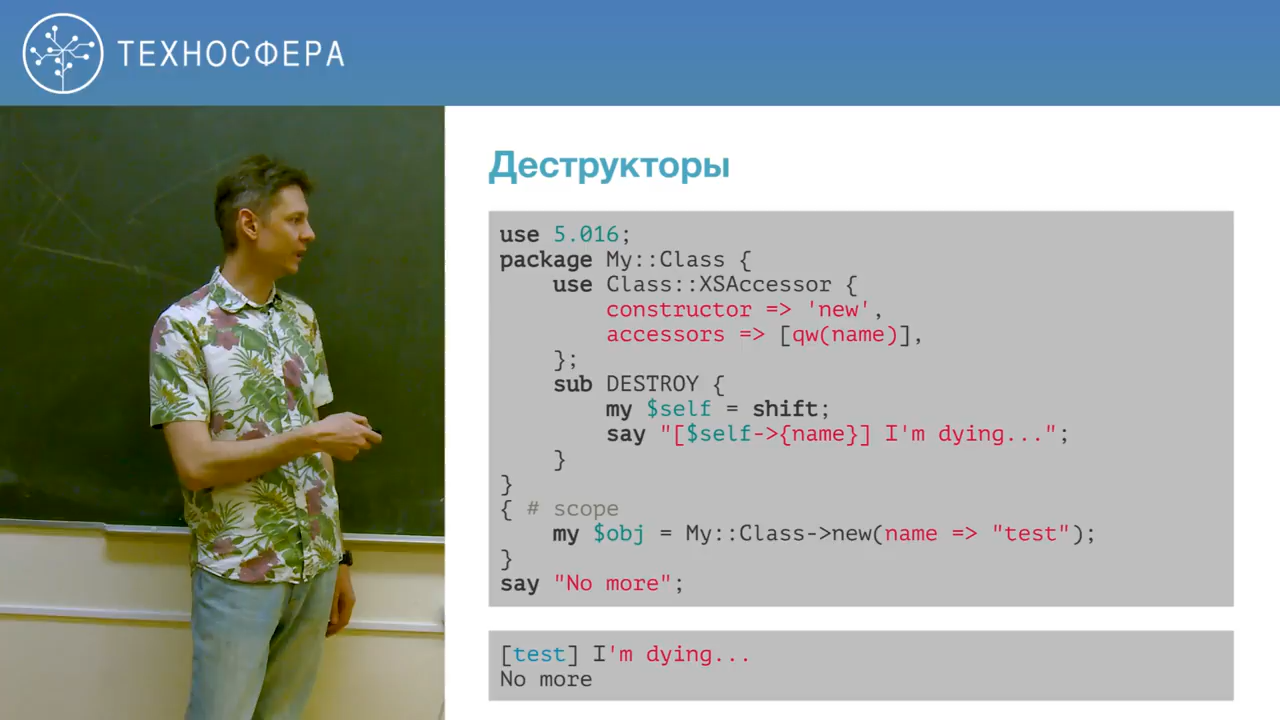 ТЕХНОСФЕРА
Деструкторы
use 5.016;
package My::Class {
    use Class::XSAccessor {
        constructor => 'new',
        accessors => [qw(name)],
    };
    sub DESTROY {
        my $self = shift;
        say "[$self->{name}] I'm dying...";
    }
}
{ # scope
    my $obj = My::Class->new(name => "test");
}
say "No more";
[test] I'm dying...
No more